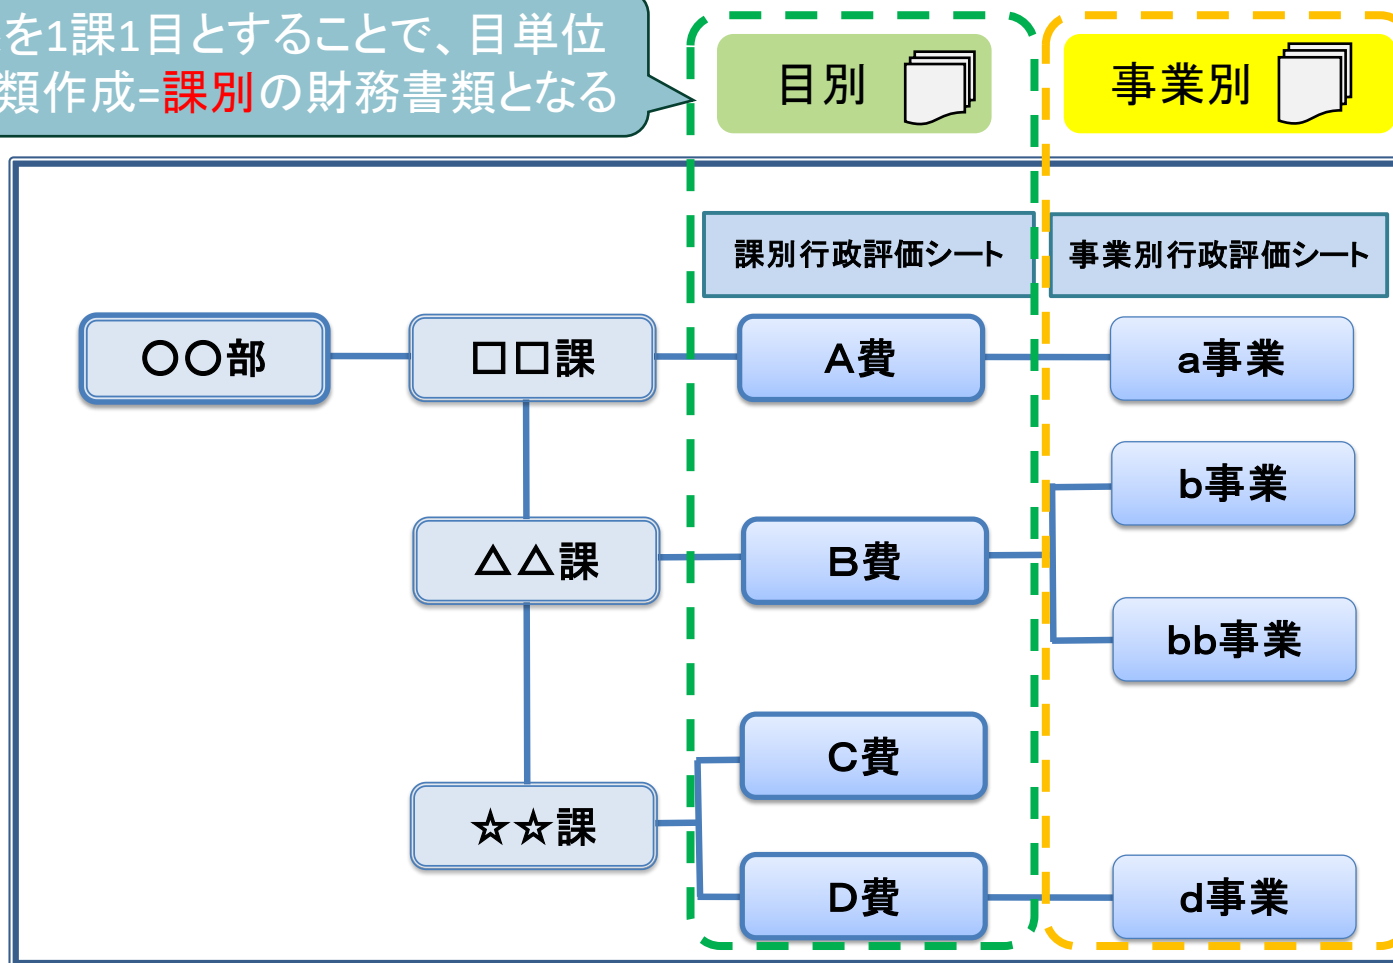 を1課1目とすることで、目単位
類作成=課別の財務書類となる
目別
事業別
課別行政評価シート
事業別行政評価シート
〇〇部
□□課
A費
a事業
b事業
△△課
B費
bb事業
C費
☆☆課
D費
d事業